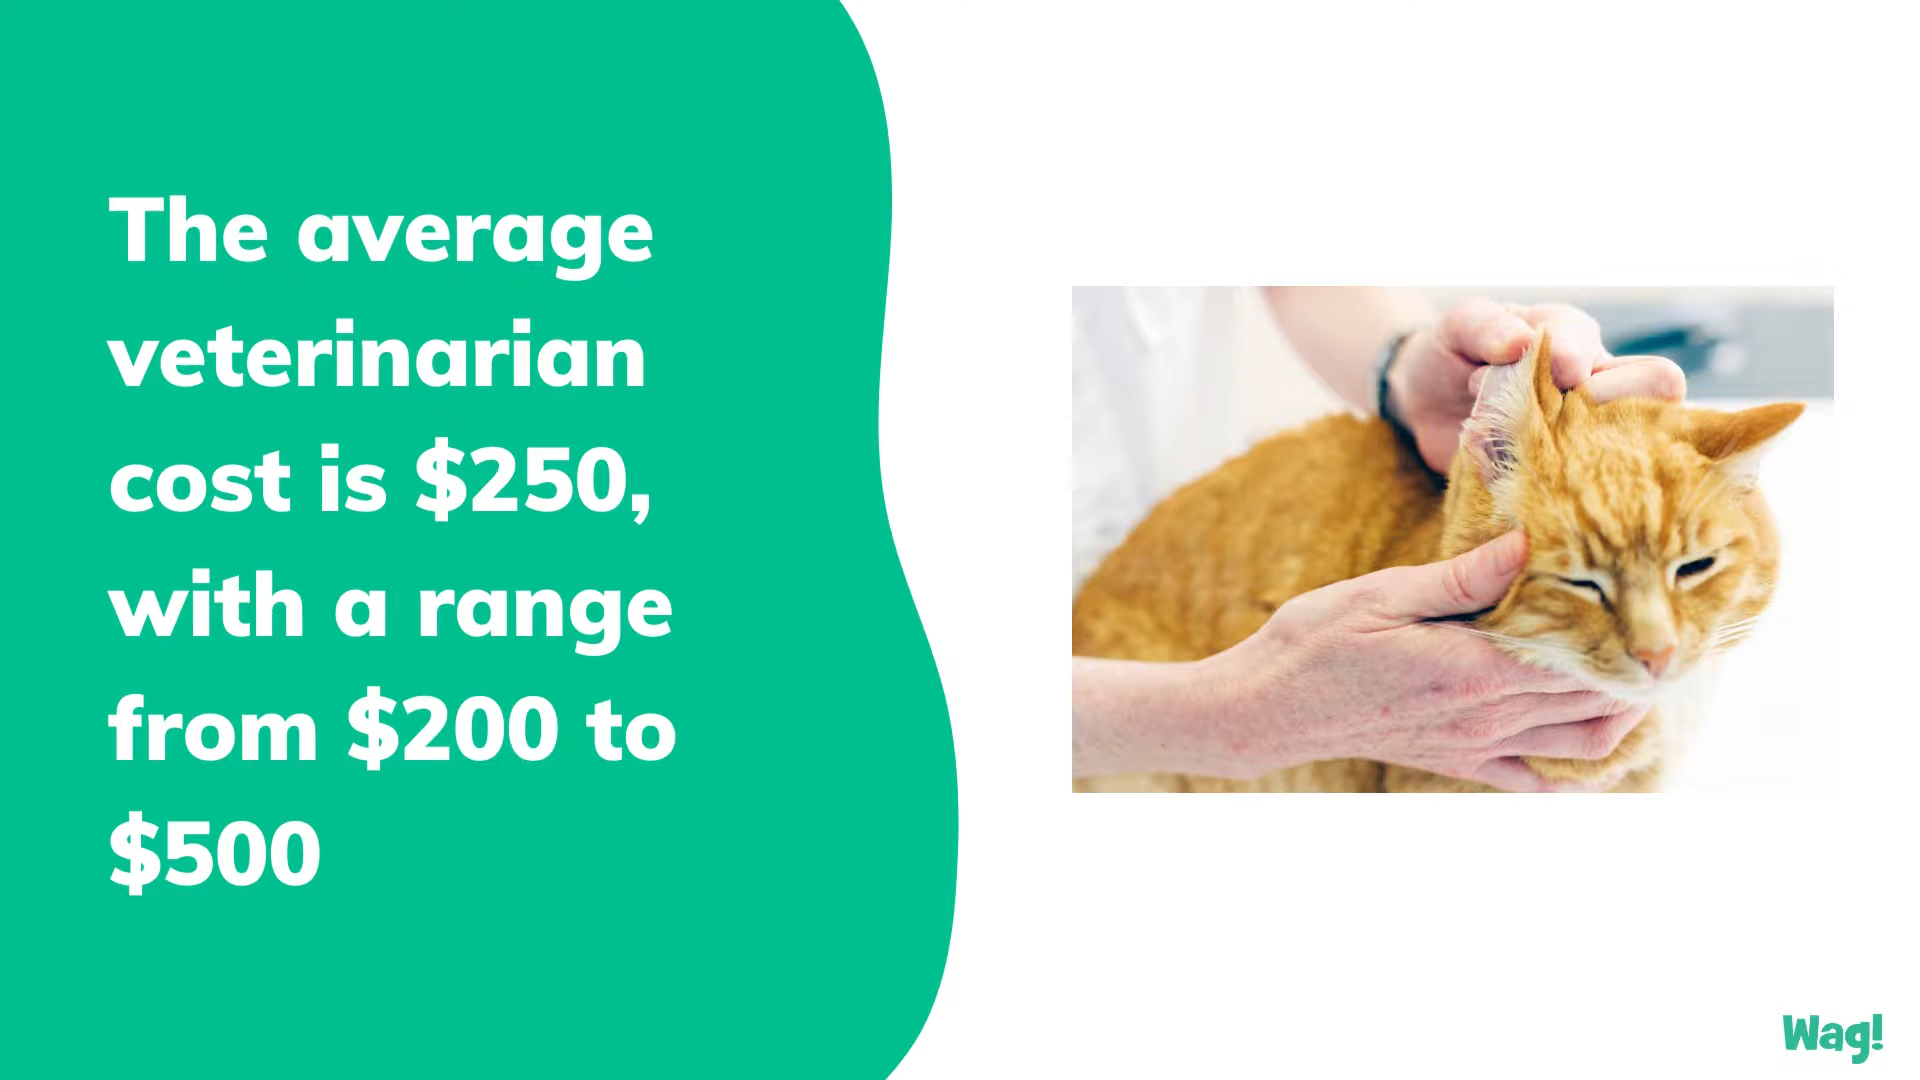 The average
veterinarian
cost is $250,
with a range
from $200 to
$500
Wag!